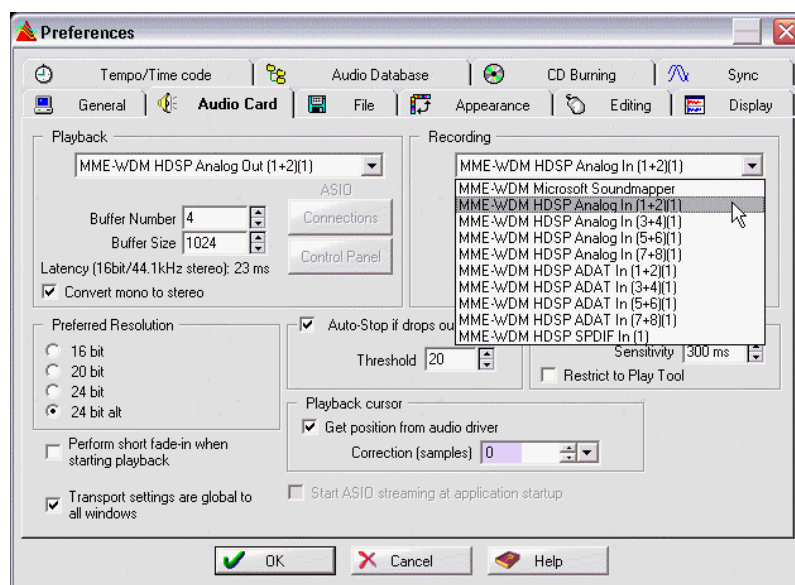 Preferences
Tempo/Time code
Audio Database
CD Burning
Sync
General
Audio Card
File
Appearance
Editing
Display
Playback
MME-WDM HDSP Analog Out (1+2)(1)
ASIO
Buffer Number 4
Connections
Buffer Size 1024
Control Panel
Latency (16bit/44.1kHz stereo): 23 ms
Convert mono to stereo
Recording
MME-WDM HDSP Analog In (1+2)(1)
MME-WDM Microsoft Soundmapper
MME-WDM HDSP Analog In (1+2)(1)
MME-WDM HDSP Analog In (3+4)(1)
MME-WDM HDSP Analog In (5+6)(1)
MME-WDM HDSP Analog In (7+8)(1)
MME-WDM HDSP ADAT In (1+2)(1)
MME-WDM HDSP ADAT In (3+4)(1)
MME-WDM HDSP ADAT In (5+6)(1)
MME-WDM HDSP ADAT In (7+8)(1)
MME-WDM HDSP SPDIF In (1)
Preferred Resolution
16 bit
20 bit
24 bit
24 bit alt
Auto-Stop if drops ou
Threshold 20
Sensitivity 300 ms
Restrict to Play Tool
Playback cursor
Get position from audio driver
Correction (samples) 0
Perform short fade-in when
starting playback
Transport settings are global to
all windows
Start ASIO streaming at application startup
OK
Cancel
Help